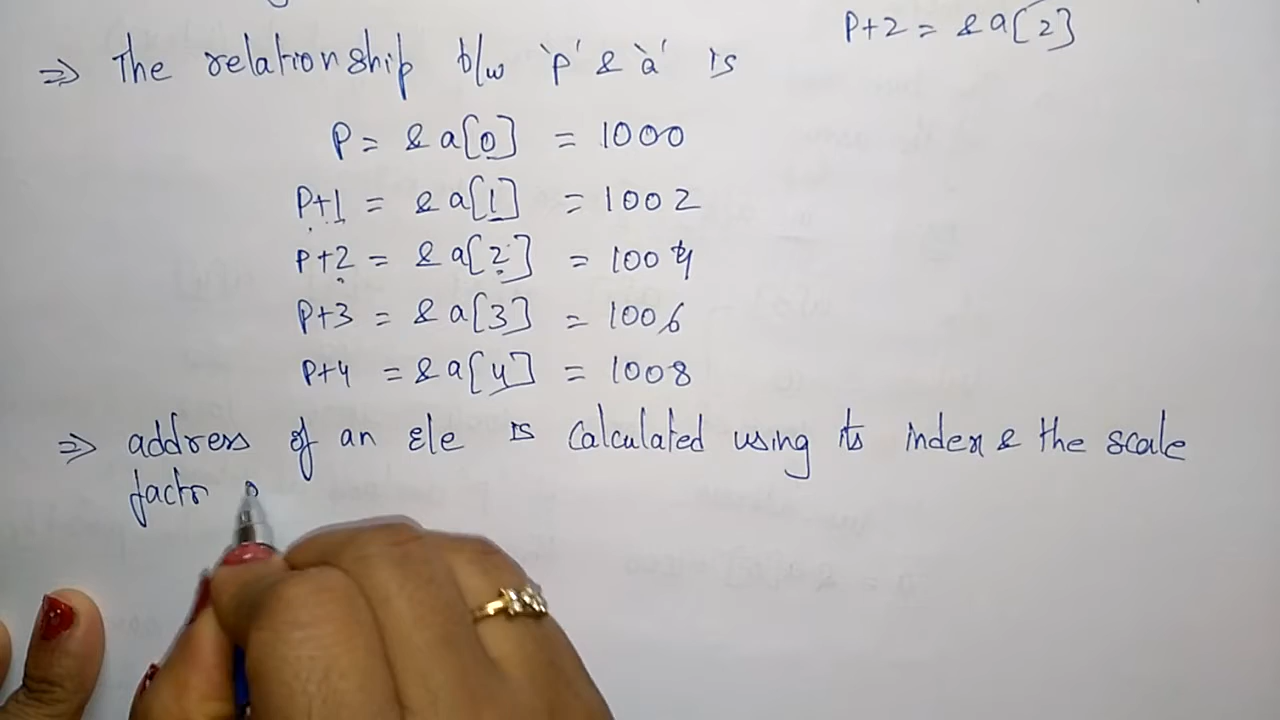 P+2 = & a[2]
⇒ The relationship b/w 'p' & 'a' is
P = & a[0] = 1000
P+1 = & a[1] = 1002
P+2 = & a[2] = 1004
P+3 = & a[3] = 1006
P+4 = & a[4] = 1008
⇒ address of an ele is calculated using its index & the scale
factor